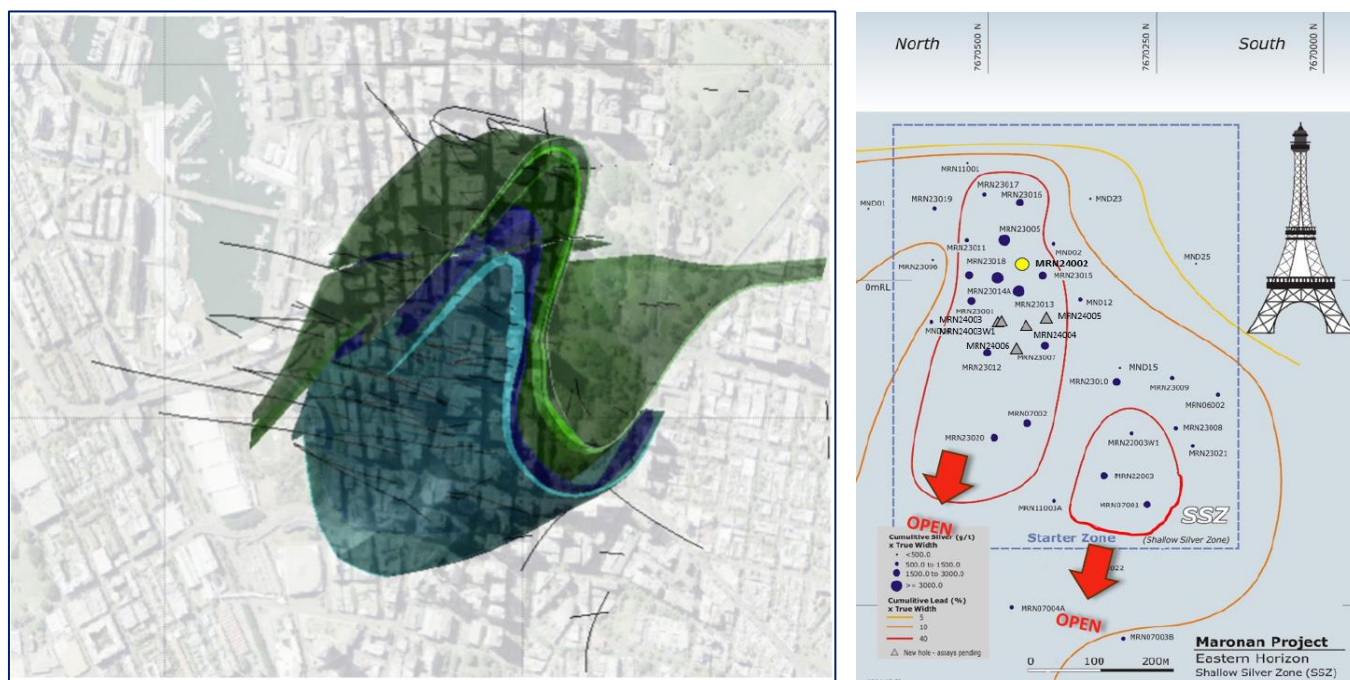 North
South
7670500 N
7670250 N
7670000 N
MRN11001
MRN23017
MRN23016
MND23
MND01
MRN23019
MRN23005
MRN23011
MND02
MND25
MRN23018
MRN24002
MRN23015
0mRL
MRN23014A
MRN23013
MND12
MRN23001
MRN24003
MRN24005
MRN24003W1
MRN24004
MRN24006
MRN23007
MRN23012
MND15
MRN23010
MRN23009
MRN06002
MRN07002
MRN23008
MRN23020
MRN22003W1
MRN23021
MRN22003
MRN07001
MRN11003A
SSZ
OPEN
Starter Zone
(Shallow Silver Zone)
Cumulitive Silver (g/t)
x True Width
<500.0
500.0 to 1500.0
1500.0 to 3000.0
>= 3000.0
Cumulitive Lead (%)
x True Width
5
10
40
New hole - assays pending
MRN07004A
OPEN
MRN07003B
Maronan Project
Eastern Horizon
Shallow Silver Zone (SSZ)
0 100 200M